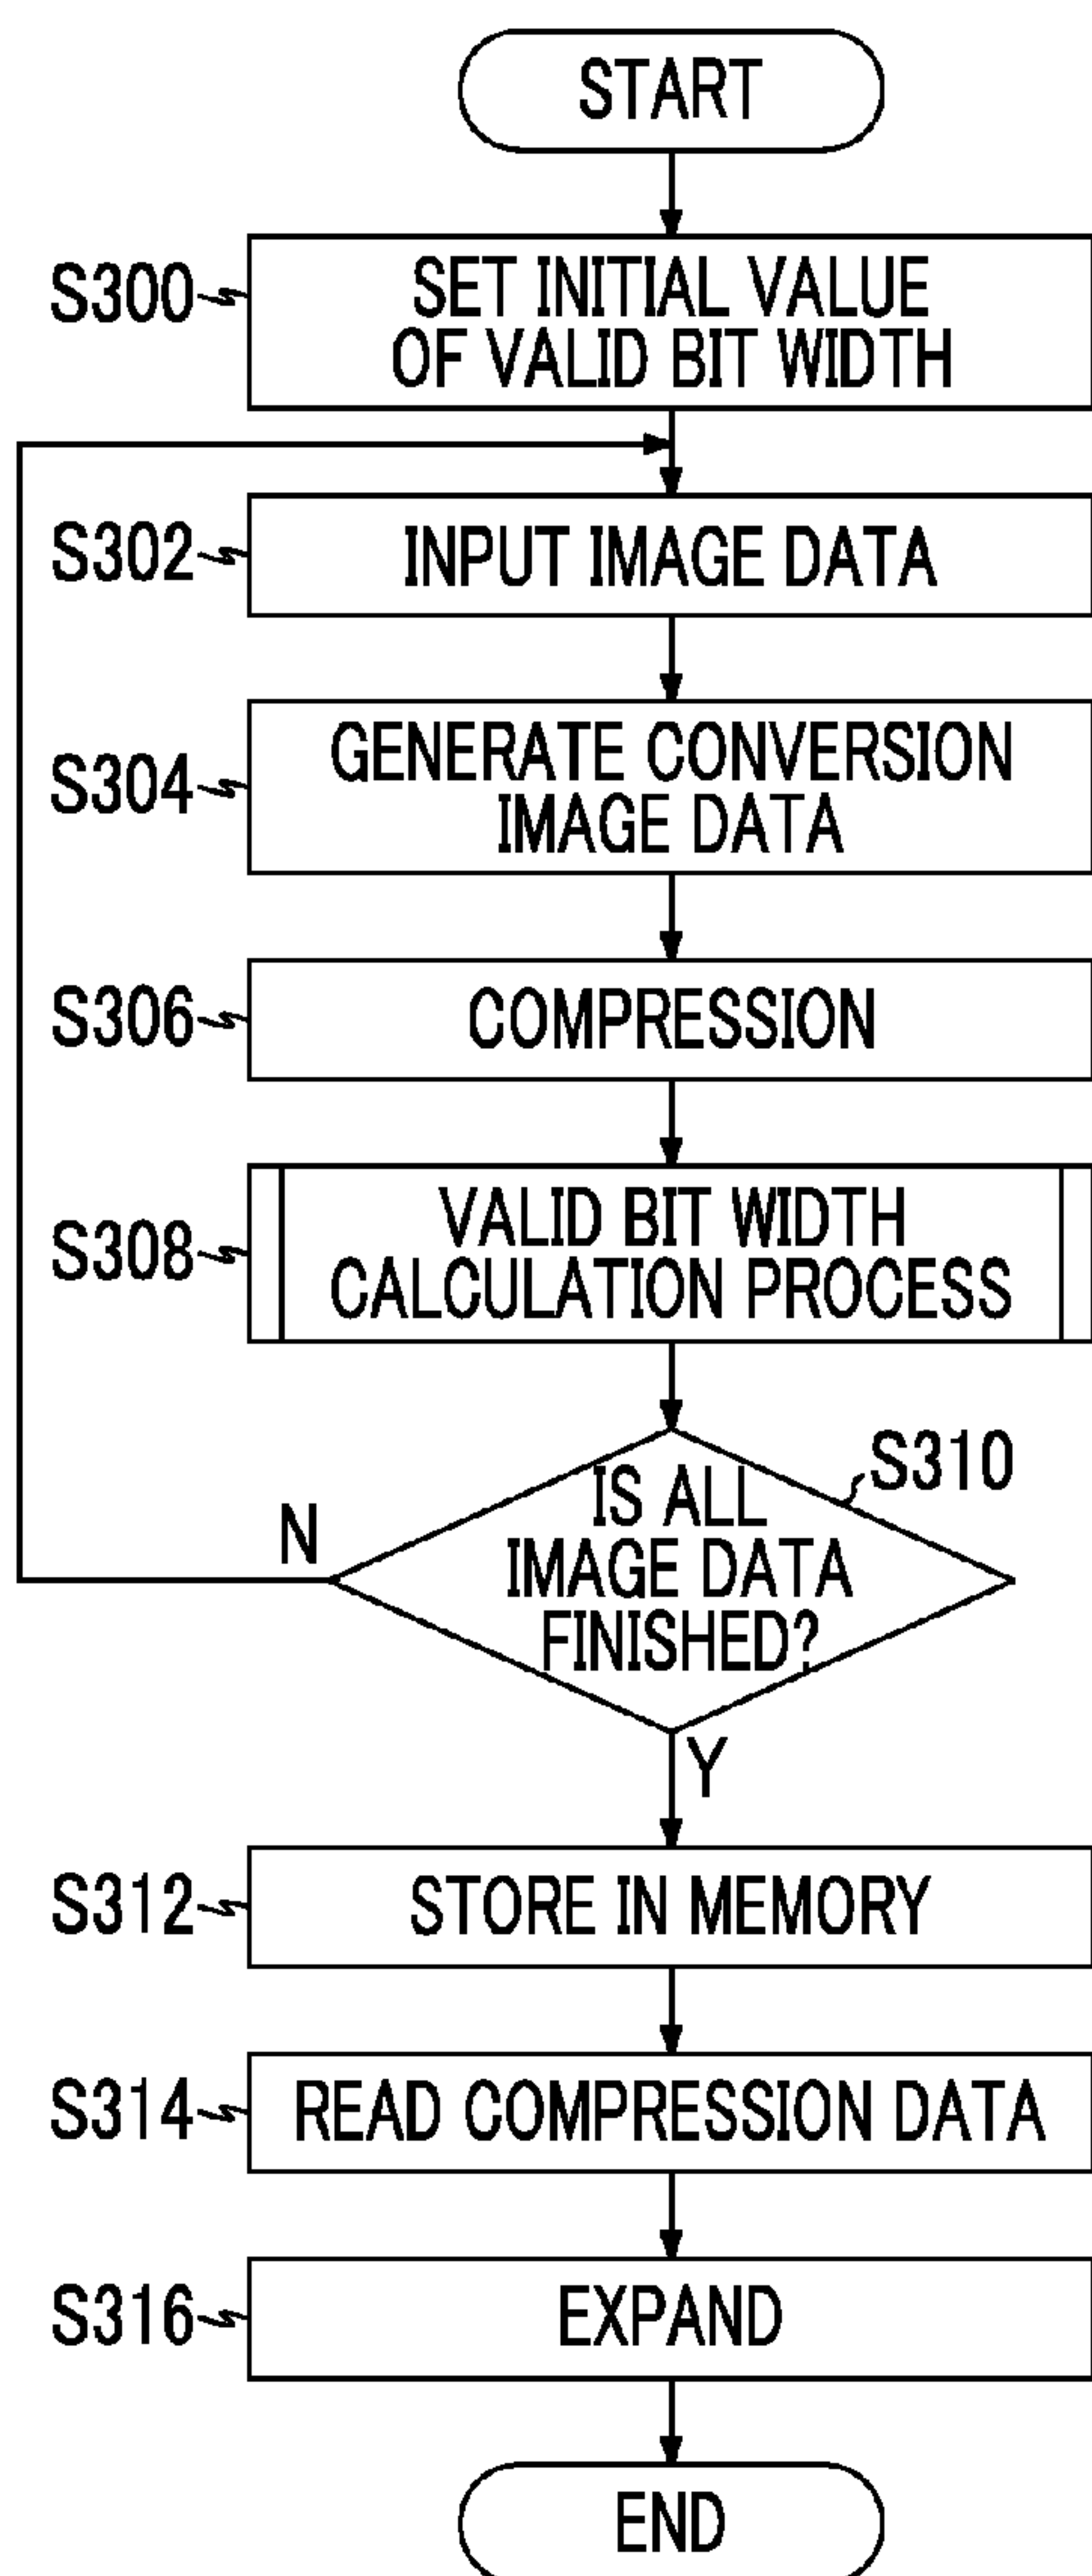 START
S300
SET INITIAL VALUE
OF VALID BIT WIDTH
S302
INPUT IMAGE DATA
S304
GENERATE CONVERSION
IMAGE DATA
S306
COMPRESSION
S308
VALID BIT WIDTH
CALCULATION PROCESS
S310
IS ALL
IMAGE DATA
FINISHED?
N
Y
S312
STORE IN MEMORY
S314
READ COMPRESSION DATA
S316
EXPAND
END